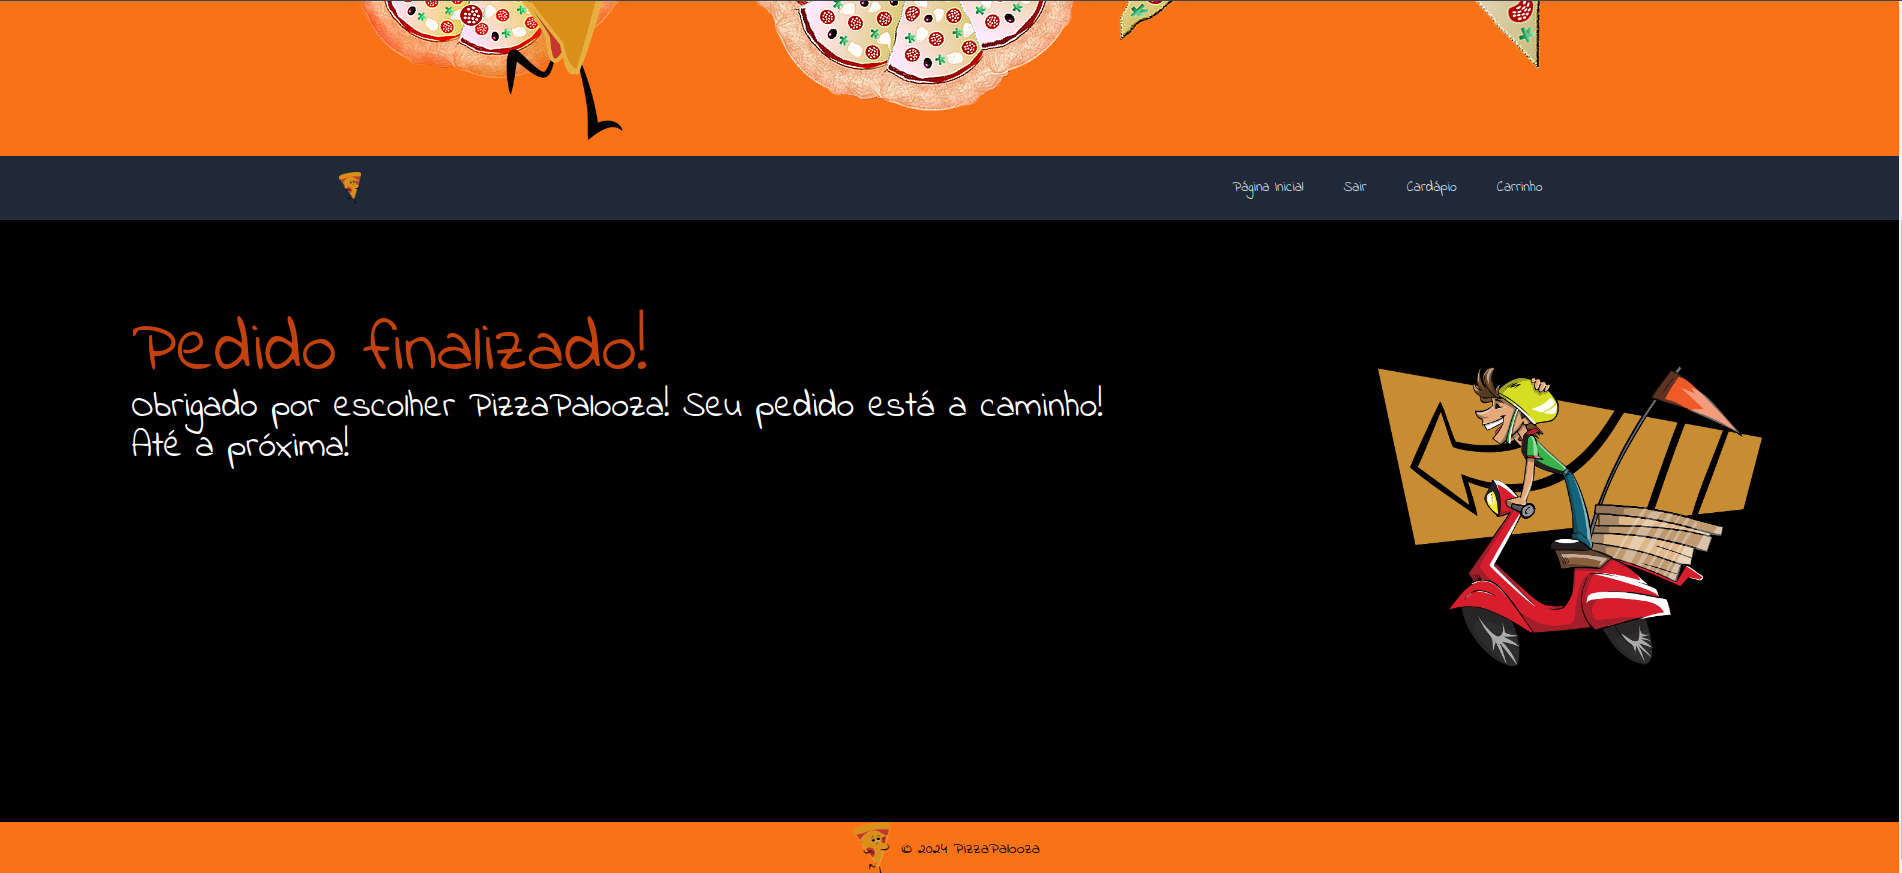 Página Inicial Sair Cardápio Carrinho
Pedido finalizado!
Obrigado por escolher PizzaPalooza! Seu pedido está a caminho!
Até a próxima!
© 2024 PizzaPalooza